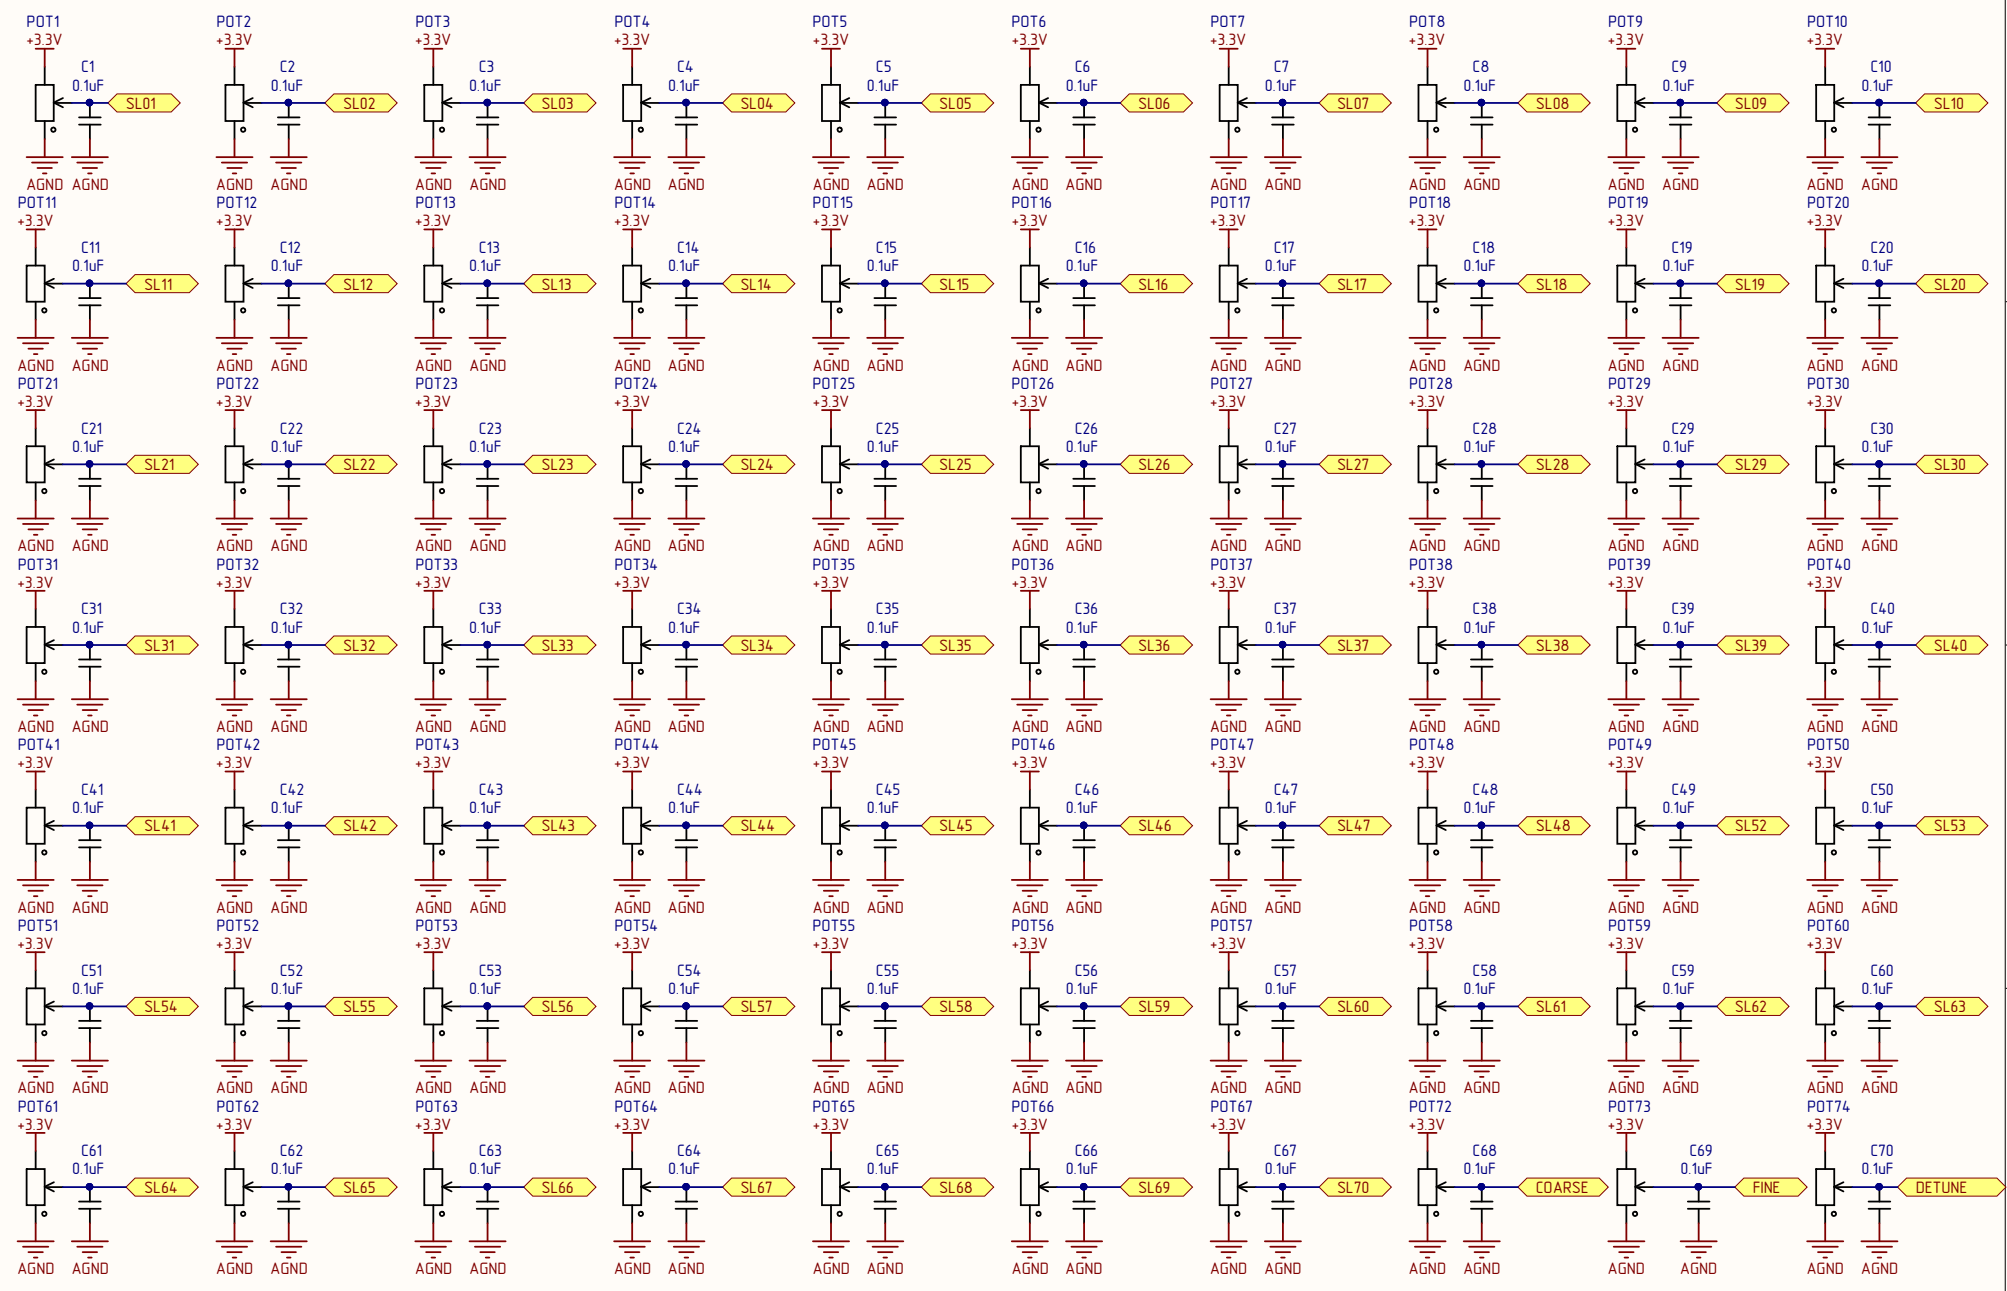 POT1 POT2 POT3 POT4 POT5 POT6 POT7 POT8 POT9 POT10
+3.3V +3.3V +3.3V +3.3V +3.3V +3.3V +3.3V +3.3V +3.3V +3.3V
C1 C2 C3 C4 C5 C6 C7 C8 C9 C10
0.1uF 0.1uF 0.1uF 0.1uF 0.1uF 0.1uF 0.1uF 0.1uF 0.1uF 0.1uF
SL01 SL02 SL03 SL04 SL05 SL06 SL07 SL08 SL09 SL10
AGND AGND AGND AGND AGND AGND AGND AGND AGND AGND AGND AGND AGND AGND AGND AGND AGND AGND AGND AGND
POT11 POT12 POT13 POT14 POT15 POT16 POT17 POT18 POT19 POT20
+3.3V +3.3V +3.3V +3.3V +3.3V +3.3V +3.3V +3.3V +3.3V +3.3V
C11 C12 C13 C14 C15 C16 C17 C18 C19 C20
0.1uF 0.1uF 0.1uF 0.1uF 0.1uF 0.1uF 0.1uF 0.1uF 0.1uF 0.1uF
SL11 SL12 SL13 SL14 SL15 SL16 SL17 SL18 SL19 SL20
AGND AGND AGND AGND AGND AGND AGND AGND AGND AGND AGND AGND AGND AGND AGND AGND AGND AGND AGND AGND
POT21 POT22 POT23 POT24 POT25 POT26 POT27 POT28 POT29 POT30
+3.3V +3.3V +3.3V +3.3V +3.3V +3.3V +3.3V +3.3V +3.3V +3.3V
C21 C22 C23 C24 C25 C26 C27 C28 C29 C30
0.1uF 0.1uF 0.1uF 0.1uF 0.1uF 0.1uF 0.1uF 0.1uF 0.1uF 0.1uF
SL21 SL22 SL23 SL24 SL25 SL26 SL27 SL28 SL29 SL30
AGND AGND AGND AGND AGND AGND AGND AGND AGND AGND AGND AGND AGND AGND AGND AGND AGND AGND AGND AGND
POT31 POT32 POT33 POT34 POT35 POT36 POT37 POT38 POT39 POT40
+3.3V +3.3V +3.3V +3.3V +3.3V +3.3V +3.3V +3.3V +3.3V +3.3V
C31 C32 C33 C34 C35 C36 C37 C38 C39 C40
0.1uF 0.1uF 0.1uF 0.1uF 0.1uF 0.1uF 0.1uF 0.1uF 0.1uF 0.1uF
SL31 SL32 SL33 SL34 SL35 SL36 SL37 SL38 SL39 SL40
AGND AGND AGND AGND AGND AGND AGND AGND AGND AGND AGND AGND AGND AGND AGND AGND AGND AGND AGND AGND
POT41 POT42 POT43 POT44 POT45 POT46 POT47 POT48 POT49 POT50
+3.3V +3.3V +3.3V +3.3V +3.3V +3.3V +3.3V +3.3V +3.3V +3.3V
C41 C42 C43 C44 C45 C46 C47 C48 C49 C50
0.1uF 0.1uF 0.1uF 0.1uF 0.1uF 0.1uF 0.1uF 0.1uF 0.1uF 0.1uF
SL41 SL42 SL43 SL44 SL45 SL46 SL47 SL48 SL52 SL53
AGND AGND AGND AGND AGND AGND AGND AGND AGND AGND AGND AGND AGND AGND AGND AGND AGND AGND AGND AGND
POT51 POT52 POT53 POT54 POT55 POT56 POT57 POT58 POT59 POT60
+3.3V +3.3V +3.3V +3.3V +3.3V +3.3V +3.3V +3.3V +3.3V +3.3V
C51 C52 C53 C54 C55 C56 C57 C58 C59 C60
0.1uF 0.1uF 0.1uF 0.1uF 0.1uF 0.1uF 0.1uF 0.1uF 0.1uF 0.1uF
SL54 SL55 SL56 SL57 SL58 SL59 SL60 SL61 SL62 SL63
AGND AGND AGND AGND AGND AGND AGND AGND AGND AGND AGND AGND AGND AGND AGND AGND AGND AGND AGND AGND
POT61 POT62 POT63 POT64 POT65 POT66 POT67 POT72 POT73 POT74
+3.3V +3.3V +3.3V +3.3V +3.3V +3.3V +3.3V +3.3V +3.3V +3.3V
C61 C62 C63 C64 C65 C66 C67 C68 C69 C70
0.1uF 0.1uF 0.1uF 0.1uF 0.1uF 0.1uF 0.1uF 0.1uF 0.1uF 0.1uF
SL64 SL65 SL66 SL67 SL68 SL69 SL70 COARSE FINE DETUNE
AGND AGND AGND AGND AGND AGND AGND AGND AGND AGND AGND AGND AGND AGND AGND AGND AGND AGND AGND AGND